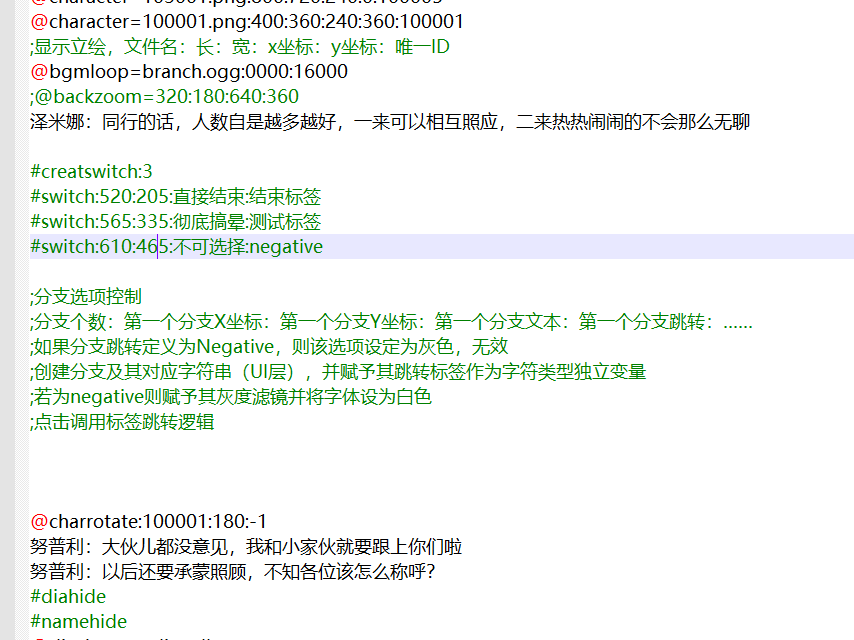 @character=100001.png:400:360:240:360:100001
;显示立绘，文件名：长：宽：x坐标：y坐标：唯一ID
@bgmloop=branch.ogg:0000:16000
;@backzoom=320:180:640:360
泽米娜：同行的话，人数自是越多越好，一来可以相互照应，二来热热闹闹的不会那么无聊
#creatswitch:3
#switch:520:205:直接结束:结束标签
#switch:565:335:彻底搞晕:测试标签
#switch:610:465:不可选择:negative
;分支选项控制
;分支个数：第一个分支X坐标：第一个分支Y坐标：第一个分支文本：第一个分支跳转：……
;如果分支跳转定义为Negative，则该选项设定为灰色，无效
;创建分支及其对应字符串（UI层），并赋予其跳转标签作为字符类型独立变量
;若为negative则赋予其灰度滤镜并将字体设为白色
;点击调用标签跳转逻辑
@charrotate:100001:180:-1
努普利：大伙儿都没意见，我和小家伙就要跟上你们啦
努普利：以后还要承蒙照顾，不知各位该怎么称呼？
#diahide
#namehide